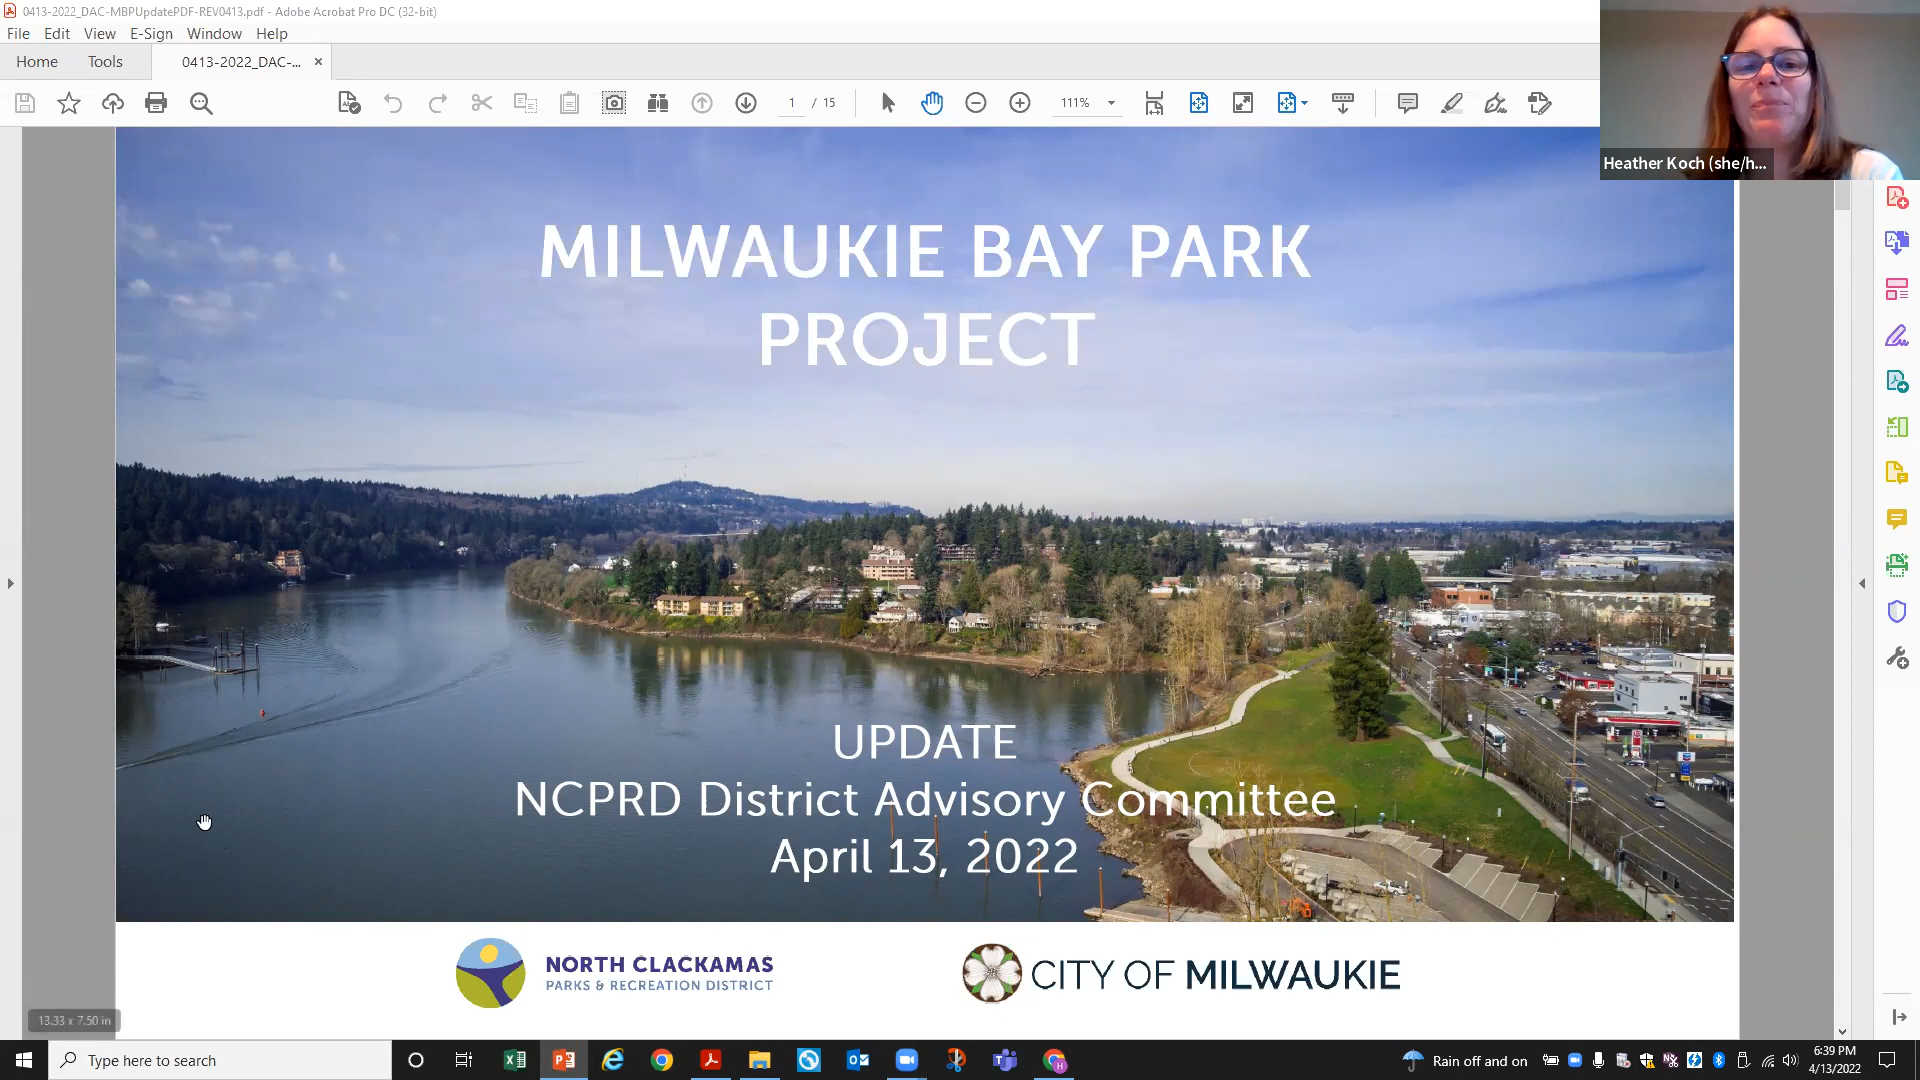 0413-2022_DAC-MBPUpdatePDF-REV0413.pdf - Adobe Acrobat Pro DC (32-bit)
File Edit View E-Sign Window Help
Home Tools 0413-2022_DAC-... ×
1 / 15 111%
Heather Koch (she/h...
MILWAUKIE BAY PARK
PROJECT
UPDATE
NCPRD District Advisory Committee
April 13, 2022
NORTH CLACKAMAS
PARKS & RECREATION DISTRICT
CITY OF MILWAUKIE
13.33 x 7.50 in
Type here to search
Rain off and on
6:39 PM
4/13/2022